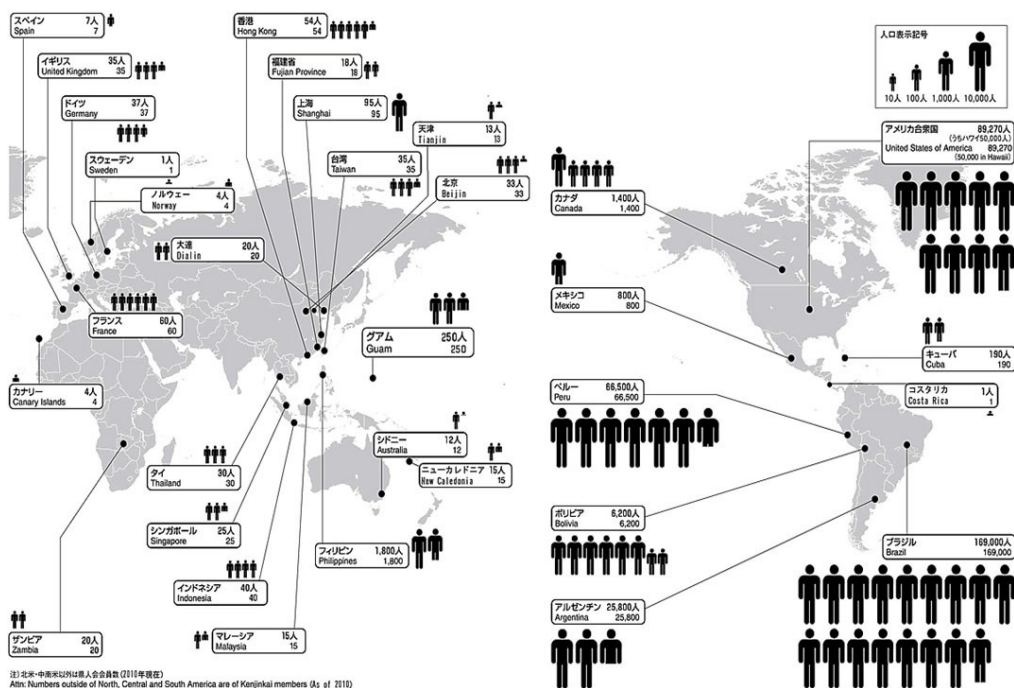 スペイン 7人
Spain 7
イギリス 35人
United Kingdom 35
ドイツ 37人
Germany 37
スウェーデン 1人
Sweden 1
ノルウェー 4人
Norway 4
大連 20人
Dialin 20
フランス 60人
France 60
カナリー 4人
Canary Islands 4
香港 54人
Hong Kong 54
福建省 18人
Fujian Province 18
上海 95人
Shanghai 95
天津 13人
Tianjin 13
台湾 35人
Taiwan 35
北京 33人
Beijin 33
グアム 250人
Guam 250
シドニー 12人
Australia 12
ニューカレドニア 15人
New Caledonia 15
タイ 30人
Thailand 30
シンガポール 25人
Singapore 25
フィリピン 1,800人
Philippines 1,800
インドネシア 40人
Indonesia 40
マレーシア 15人
Malaysia 15
ザンビア 20人
Zambia 20
人口表示記号
10人 100人 1,000人 10,000人
アメリカ合衆国 89,270人
(うちハワイ50,000人)
United States of America 89,270
(50,000 in Hawaii)
カナダ 1,400人
Canada 1,400
メキシコ 800人
Mexico 800
キューバ 190人
Cuba 190
コスタリカ 1人
Costa Rica 1
ペルー 66,500人
Peru 66,500
ボリビア 6,200人
Bolivia 6,200
ブラジル 169,000人
Brazil 169,000
アルゼンチン 25,800人
Argentina 25,800
注)北米・中南米以外は県人会会員数(2010年現在)
Attn: Numbers outside of North, Central and South America are of Kenjinkai members (As of 2010)